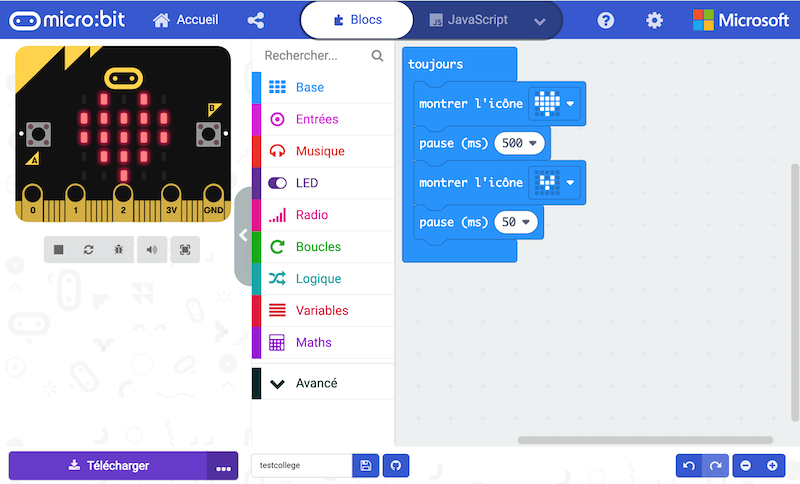 micro:bit
Accueil
Blocs
JavaScript
Microsoft
B
A
0 1 2 3V GND
Rechercher...
Base
Entrées
Musique
LED
Radio
Boucles
Logique
Variables
Maths
Avancé
toujours
montrer l'icône
pause (ms) 500
montrer l'icône
pause (ms) 50
Télécharger
testcollege